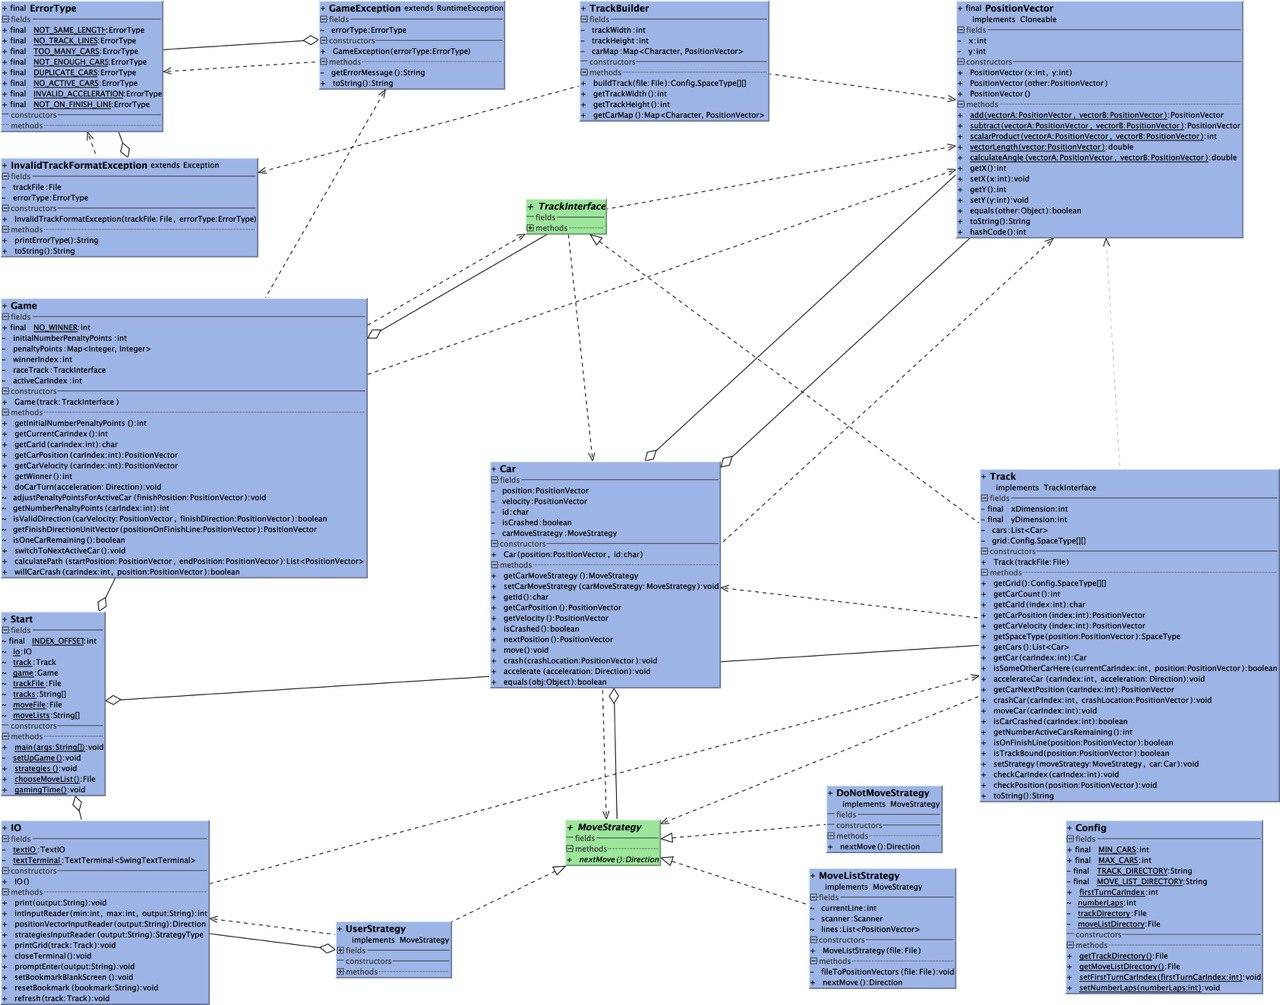 + ErrorType
fields
+ final NOT_SAME_LENGTH:ErrorType
+ final NO_TRACK_LINES:ErrorType
+ final TOO_MANY_CARS:ErrorType
+ final NOT_ENOUGH_CARS:ErrorType
+ final DUPLICATE_CARS:ErrorType
+ final NO_ACTIVE_CARS:ErrorType
+ final INVALID_ACCELERATION:ErrorType
+ final NOT_ON_FINISH_LINE:ErrorType
constructors
methods
+ GameException extends RuntimeException
fields
~ errorType:ErrorType
constructors
+ GameException(errorType:ErrorType)
methods
- getErrorMessage():String
+ toString():String
+ TrackBuilder
fields
- trackWidth:int
- trackHeight:int
- carMap:Map<Character, PositionVector>
constructors
methods
+ buildTrack(file: File):Config.SpaceType[][]
+ getTrackWidth():int
+ getTrackHeight():int
+ getCarMap():Map<Character, PositionVector>
+ final PositionVector
implements Cloneable
fields
- x:int
- y:int
constructors
+ PositionVector(x:int, y:int)
+ PositionVector(other:PositionVector)
+ PositionVector()
methods
+ add(vectorA:PositionVector, vectorB:PositionVector):PositionVector
+ subtract(vectorA:PositionVector, vectorB:PositionVector):PositionVector
+ scalarProduct(vectorA:PositionVector, vectorB:PositionVector):int
+ vectorLength(vector:PositionVector):double
+ calculateAngle(vectorA:PositionVector, vectorB:PositionVector):double
+ getX():int
+ setX(x:int):void
+ getY():int
+ setY(y:int):void
+ equals(other:Object):boolean
+ toString():String
+ hashCode():int
+ InvalidTrackFormatException extends Exception
fields
- trackFile:File
- errorType:ErrorType
constructors
+ InvalidTrackFormatException(trackFile:File, errorType:ErrorType)
methods
+ printErrorType():String
+ toString():String
+ TrackInterface
fields
methods
+ Game
fields
+ final NO_WINNER:int
- initialNumberPenaltyPoints:int
- penaltyPoints:Map<Integer, Integer>
- winnerIndex:int
- raceTrack:TrackInterface
- activeCarIndex:int
constructors
+ Game(track:TrackInterface)
methods
+ getInitialNumberPenaltyPoints():int
+ getCurrentCarIndex():int
+ getCarId(carIndex:int):char
+ getCarPosition(carIndex:int):PositionVector
+ getCarVelocity(carIndex:int):PositionVector
+ getWinner():int
+ doCarTurn(acceleration: Direction):void
~ adjustPenaltyPointsForActiveCar(finishPosition:PositionVector):void
~ getNumberPenaltyPoints(carIndex:int):int
~ isValidDirection(carVelocity:PositionVector, finishDirection:PositionVector):boolean
~ getFinishDirectionUnitVector(positionOnFinishLine:PositionVector):PositionVector
~ isOneCarRemaining():boolean
+ switchToNextActiveCar():void
+ calculatePath(startPosition:PositionVector, endPosition:PositionVector):List<PositionVector>
+ willCarCrash(carIndex:int, position:PositionVector):boolean
+ Car
fields
- position:PositionVector
- velocity:PositionVector
- id:char
- isCrashed:boolean
- carMoveStrategy:MoveStrategy
constructors
+ Car(position:PositionVector, id:char)
methods
+ getCarMoveStrategy():MoveStrategy
+ setCarMoveStrategy(carMoveStrategy:MoveStrategy):void
+ getId():char
+ getCarPosition():PositionVector
+ getVelocity():PositionVector
+ isCrashed():boolean
+ nextPosition():PositionVector
+ move():void
+ crash(crashLocation:PositionVector):void
+ accelerate(acceleration: Direction):void
+ equals(obj:Object):boolean
+ Track
implements TrackInterface
fields
- final xDimension:int
- final yDimension:int
- cars:List<Car>
- grid:Config.SpaceType[][]
constructors
+ Track(trackFile:File)
methods
+ getGrid():Config.SpaceType[][]
+ getCarCount():int
+ getCarId(index:int):char
+ getCarPosition(index:int):PositionVector
+ getCarVelocity(index:int):PositionVector
+ getSpaceType(position:PositionVector):SpaceType
+ getCars():List<Car>
+ getCar(carIndex:int):Car
+ isSomeOtherCarHere(currentCarIndex:int, position:PositionVector):boolean
+ accelerateCar(carIndex:int, acceleration: Direction):void
+ getCarNextPosition(carIndex:int):PositionVector
+ crashCar(carIndex:int, crashLocation:PositionVector):void
+ moveCar(carIndex:int):void
+ isCarCrashed(carIndex:int):boolean
+ getNumberActiveCarsRemaining():int
+ isOnFinishLine(position:PositionVector):boolean
+ isTrackBound(position:PositionVector):boolean
+ setStrategy(moveStrategy:MoveStrategy, car:Car):void
+ checkCarIndex(carIndex:int):void
+ checkPosition(position:PositionVector):void
+ toString():String
+ Start
fields
~ final INDEX_OFFSET:int
~ io:IO
~ track:Track
~ game:Game
~ trackFile:File
~ tracks:String[]
~ moveFile:File
~ moveLists:String[]
constructors
methods
+ main(args:String[]):void
- setUpGame():void
+ strategies():void
+ chooseMoveList():File
+ gamingTime():void
+ IO
fields
- textIO:TextIO
- textTerminal:TextTerminal<SwingTextTerminal>
constructors
+ IO()
methods
+ print(output:String):void
+ intInputReader(min:int, max:int, output:String):int
+ positionVectorInputReader(output:String):Direction
+ strategiesInputReader(output:String):StrategyType
+ printGrid(track:Track):void
+ closeTerminal():void
+ promptEnter(output:String):void
+ setBookmarkBlankScreen():void
+ resetBookmark(bookmark:String):void
+ refresh(track:Track):void
+ UserStrategy
implements MoveStrategy
fields
constructors
methods
+ MoveStrategy
fields
methods
+ nextMove():Direction
+ DoNotMoveStrategy
implements MoveStrategy
fields
constructors
methods
+ nextMove():Direction
+ MoveListStrategy
implements MoveStrategy
fields
- currentLine:int
~ scanner:Scanner
~ lines:List<PositionVector>
constructors
+ MoveListStrategy(file:File)
methods
- fileToPositionVectors(file:File):void
+ nextMove():Direction
+ Config
fields
+ final MIN_CARS:int
+ final MAX_CARS:int
- final TRACK_DIRECTORY:String
- final MOVE_LIST_DIRECTORY:String
+ firstTurnCarIndex:int
~ numberLaps:int
- trackDirectory:File
- moveListDirectory:File
constructors
methods
+ getTrackDirectory():File
+ getMoveListDirectory():File
+ setFirstTurnCarIndex(firstTurnCarIndex:int):void
+ setNumberLaps(numberLaps:int):void